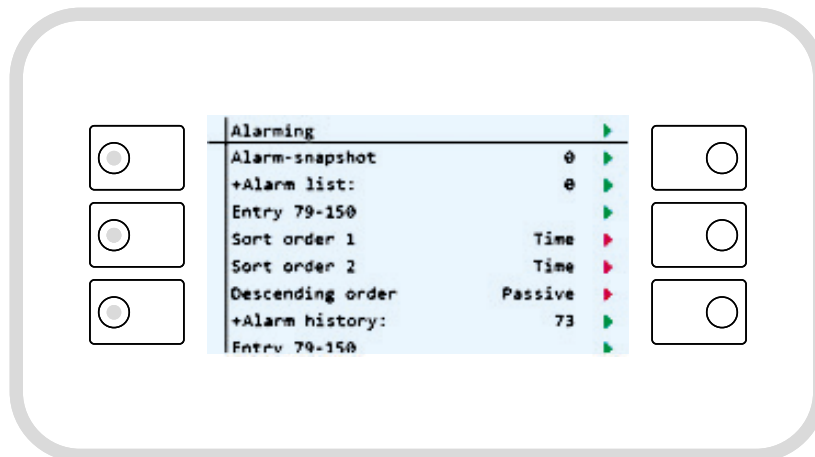 Alarming
Alarm-snapshot 0
+Alarm list: 0
Entry 79-150
Sort order 1 Time
Sort order 2 Time
Descending order Passive
+Alarm history: 73
Entry 79-150